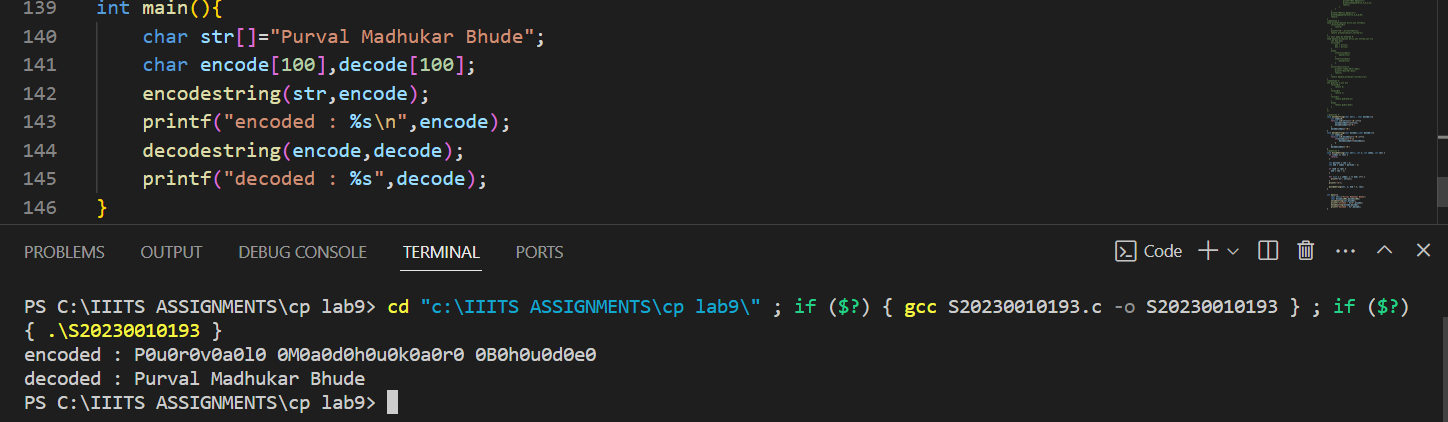 139 int main(){
140 char str[]="Purval Madhukar Bhude";
141 char encode[100],decode[100];
142 encodestring(str,encode);
143 printf("encoded : %s\n",encode);
144 decodestring(encode,decode);
145 printf("decoded : %s",decode);
146 }
PROBLEMS OUTPUT DEBUG CONSOLE TERMINAL PORTS Code
PS C:\IIITS ASSIGNMENTS\cp lab9> cd "c:\IIITS ASSIGNMENTS\cp lab9\" ; if ($?) { gcc S20230010193.c -o S20230010193 } ; if ($?)
{ .\S20230010193 }
encoded : P0u0r0v0a0l0 0M0a0d0h0u0k0a0r0 0B0h0u0d0e0
decoded : Purval Madhukar Bhude
PS C:\IIITS ASSIGNMENTS\cp lab9>